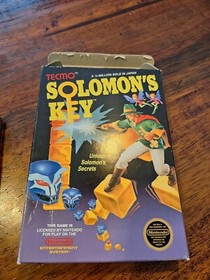 TECMO
A ½ MILLION SOLD IN JAPAN
SOLOMON'S
KEY
Unlock
Solomon's
Secrets
THIS GAME IS
LICENSED BY NINTENDO
FOR PLAY ON THE
Nintendo
ENTERTAINMENT
SYSTEM
Nintendo